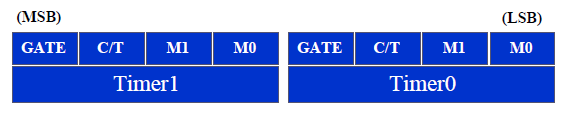 (MSB) (LSB)
GATE C/T M1 M0 GATE C/T M1 M0
Timer1 Timer0